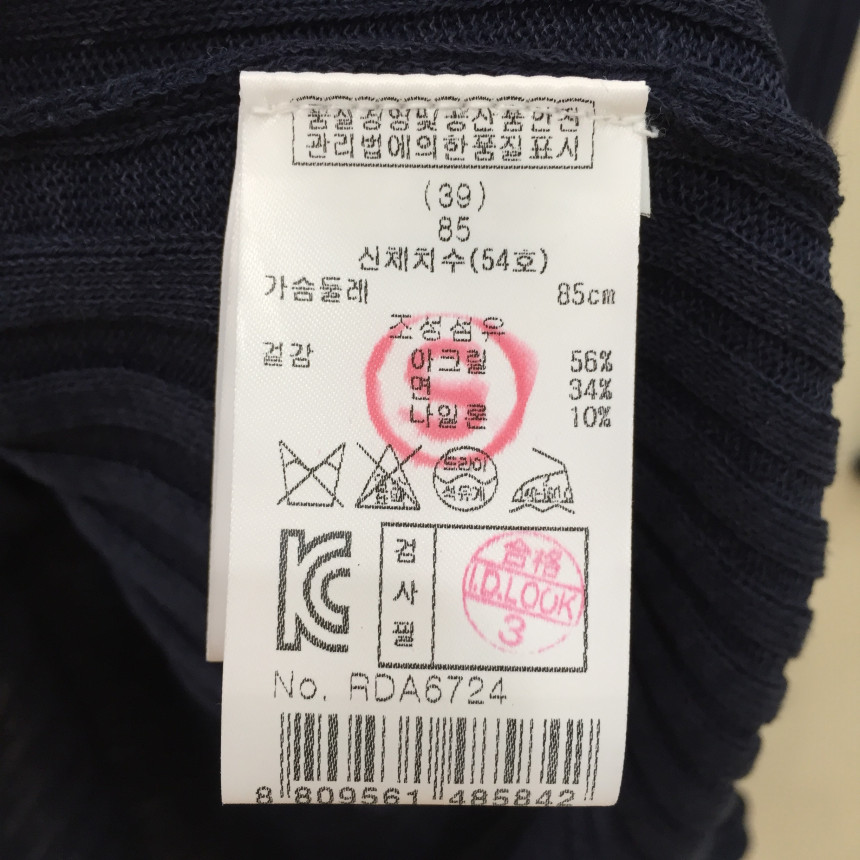 품질경영및공산품안전
관리법에의한품질표시
(39)
85
신체치수(54호)
가슴둘레 85cm
조성섬유
겉감 아크릴 56%
면 34%
나일론 10%
드라이
석유계
검사필
合格
I.D.LOOK
3
No. RDA6724
8 809561 485842